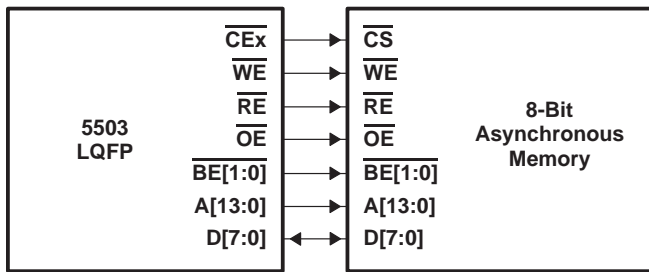 CEx
WE
RE
OE
BE[1:0]
A[13:0]
D[7:0]
5503
LQFP
CS
WE
RE
OE
BE[1:0]
A[13:0]
D[7:0]
8-Bit
Asynchronous
Memory